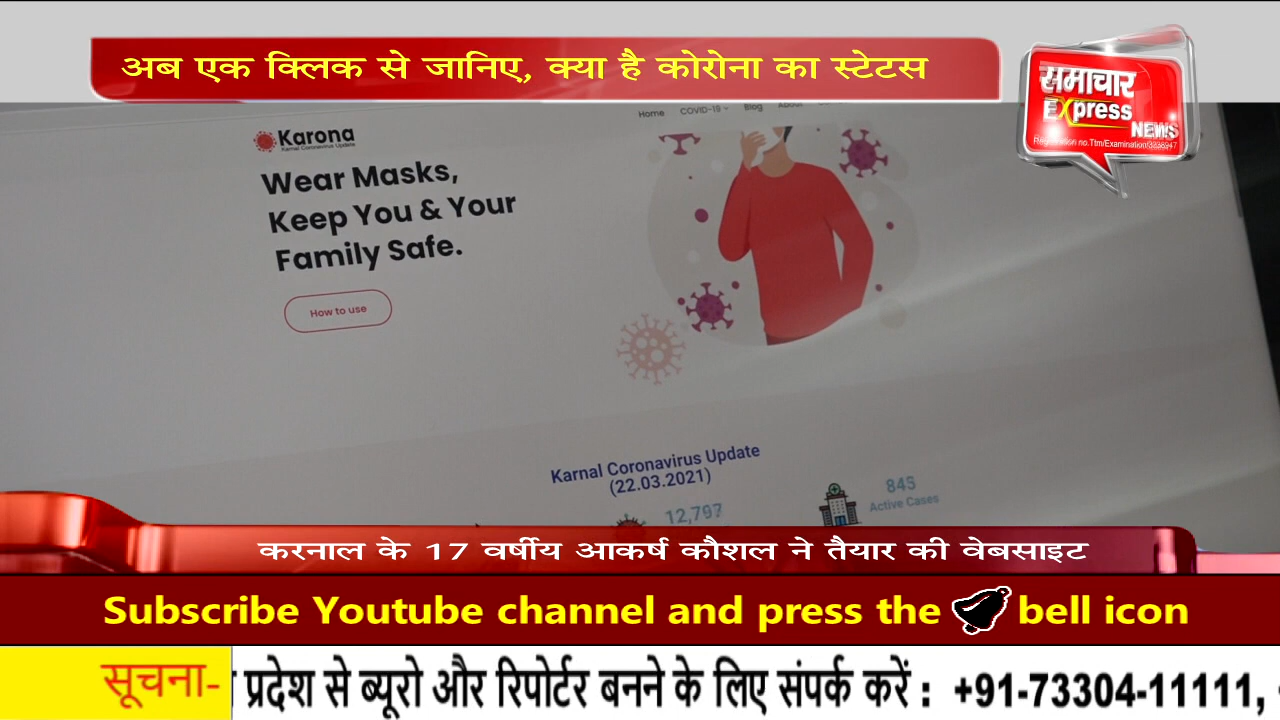 अब एक क्लिक से जानिए, क्या है कोरोना का स्टेटस
समाचार
Express
NEWS
Home COVID-19 Blog About
Karona
Karnal Coronavirus Update
Wear Masks,
Keep You & Your
Family Safe.
How to use
Karnal Coronavirus Update
(22.03.2021)
12,797
845
Active Cases
करनाल के 17 वर्षीय आकर्ष कौशल ने तैयार की वेबसाइट
Subscribe Youtube channel and press the bell icon
सूचना- प्रदेश से ब्यूरो और रिपोर्टर बनने के लिए संपर्क करें : +91-73304-11111,